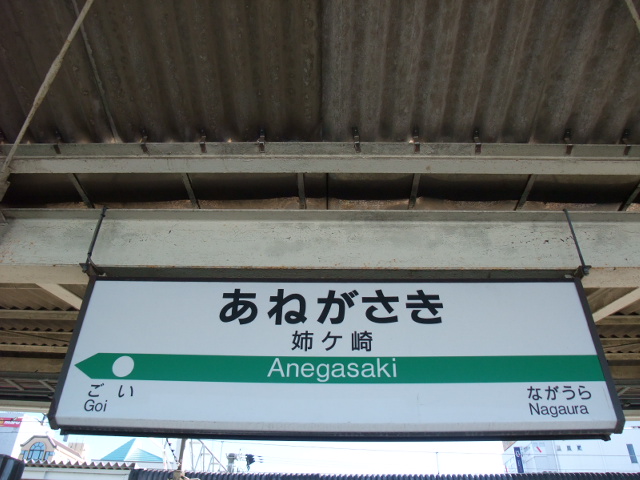 あねがさき
姉ケ崎
Anegasaki
ごい
Goi
ながうら
Nagaura